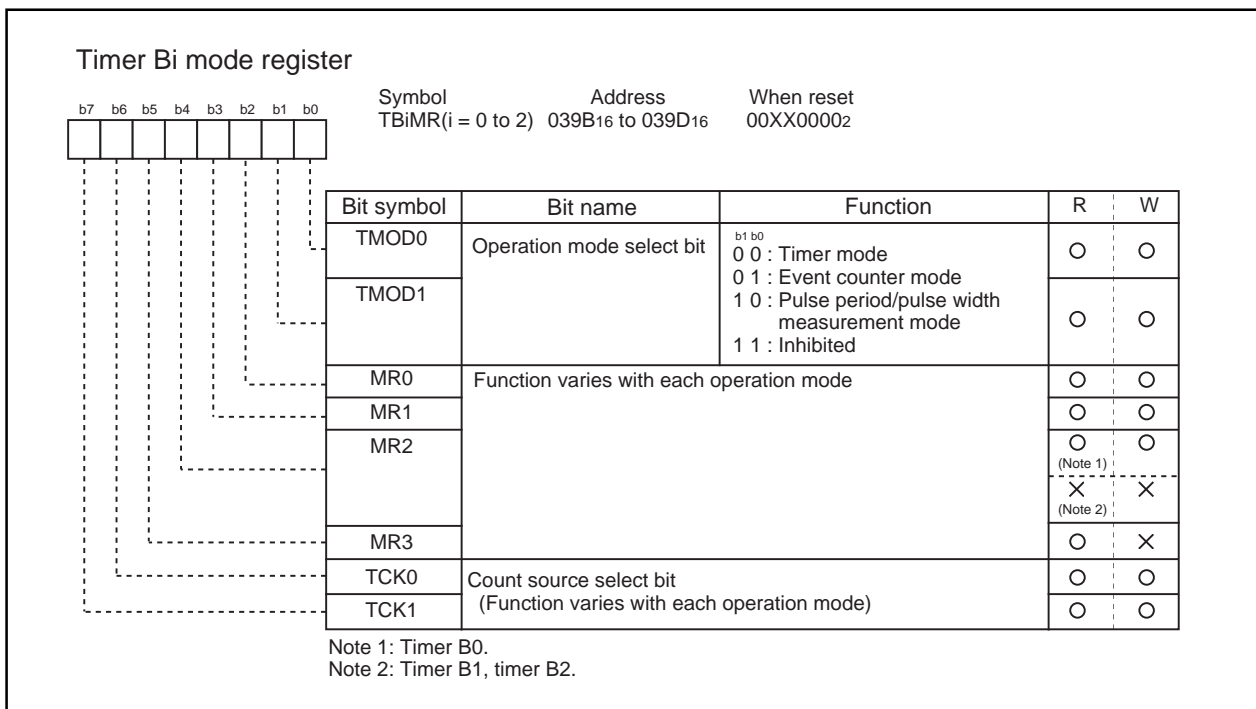 Timer Bi mode register
Symbol Address When reset
b7 b6 b5 b4 b3 b2 b1 b0
TBiMR(i = 0 to 2) 039B16 to 039D16 00XX00002
Bit symbol Bit name Function R W
TMOD0 Operation mode select bit
b1 b0
0 0 : Timer mode
0 1 : Event counter mode
TMOD1
1 0 : Pulse period/pulse width
measurement mode
1 1 : Inhibited
MR0 Function varies with each operation mode
MR1
MR2
(Note 1)
(Note 2)
MR3
TCK0 Count source select bit
(Function varies with each operation mode)
TCK1
Note 1: Timer B0.
Note 2: Timer B1, timer B2.